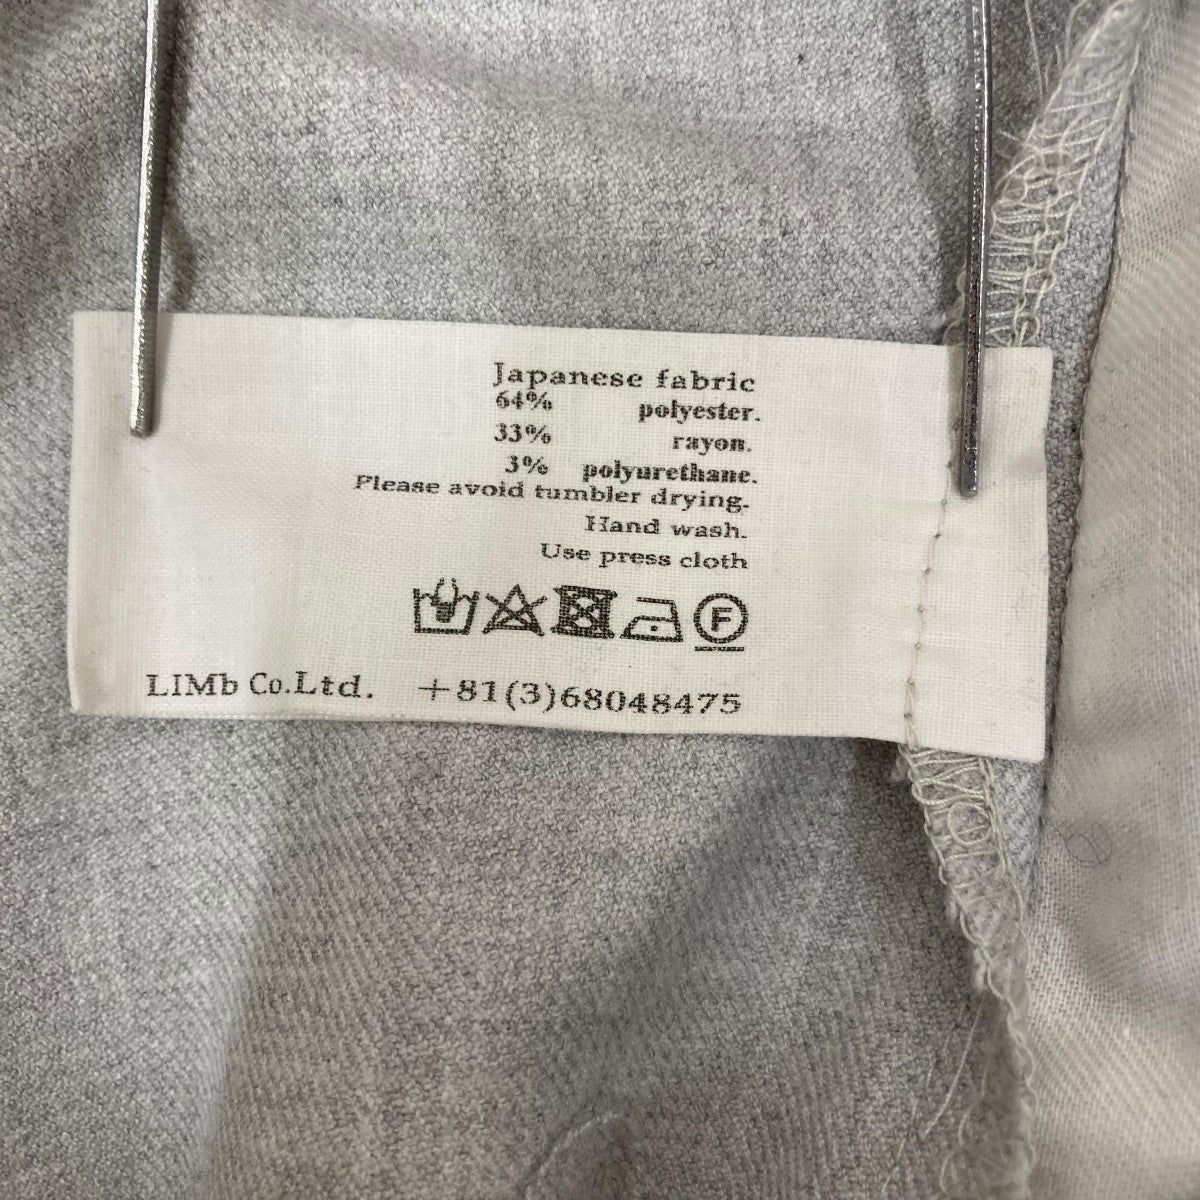 Japanese fabric
64% polyester.
33% rayon.
3% polyurethane.
Please avoid tumbler drying.
Hand wash.
Use press cloth
F
LIMb Co.Ltd. +81(3)68048475